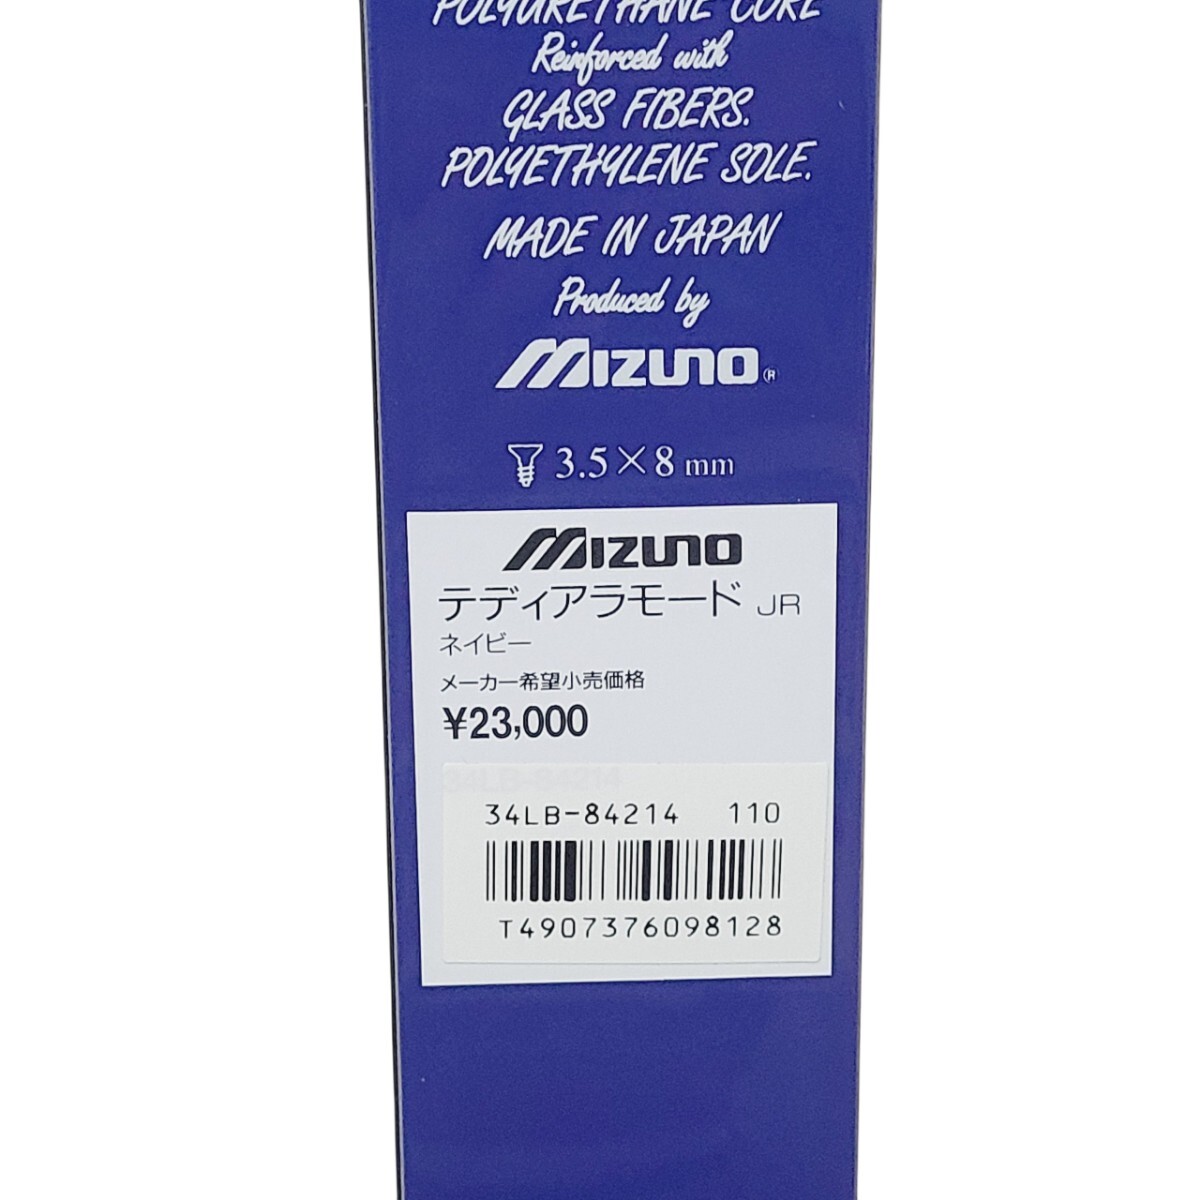 POLYURETHANE CORE
Reinforced with
GLASS FIBERS.
POLYETHYLENE SOLE.
MADE IN JAPAN
Produced by
MIZUNO®
3.5×8 mm
MIZUNO
テディアラモード JR
ネイビー
メーカー希望小売価格
¥23,000
34LB-84214
34LB-84214 110
T4907376098128